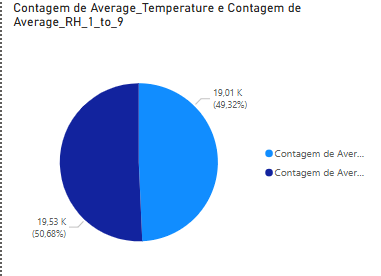 Contagem de Average_Temperature e Contagem de
Average_RH_1_to_9
19,01 K
(49,32%)
Contagem de Aver...
Contagem de Aver...
19,53 K
(50,68%)